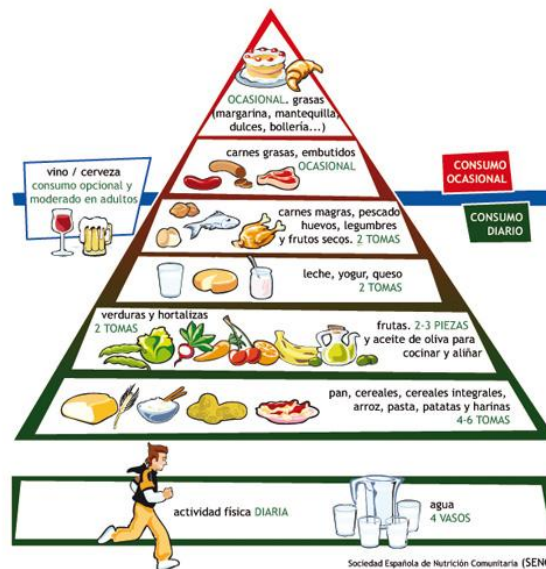 OCASIONAL. grasas
(margarina, mantequilla,
dulces, bollería...)
carnes grasas, embutidos
OCASIONAL
CONSUMO
OCASIONAL
vino / cerveza
consumo opcional y
moderado en adultos
CONSUMO
DIARIO
carnes magras, pescado
huevos, legumbres
y frutos secos. 2 TOMAS
leche, yogur, queso
2 TOMAS
verduras y hortalizas
2 TOMAS
frutas. 2-3 PIEZAS
y aceite de oliva para
cocinar y aliñar
pan, cereales, cereales integrales,
arroz, pasta, patatas y harinas
4-6 TOMAS
actividad física DIARIA
agua
4 VASOS
Sociedad Española de Nutrición Comunitaria (SENC